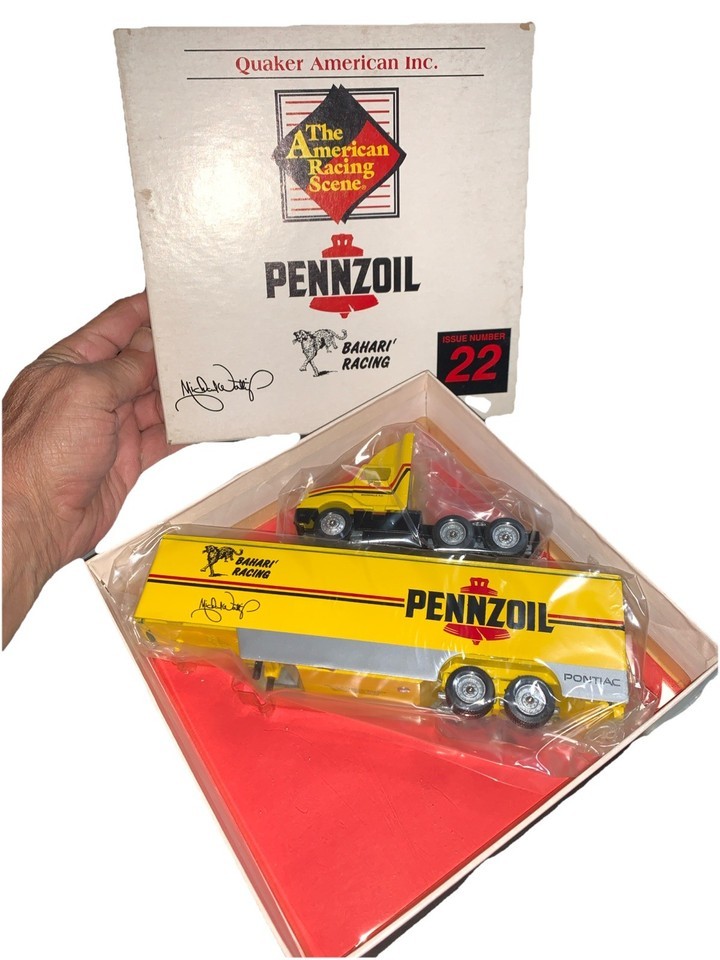 Quaker American Inc.
The
American
Racing
Scene®
PENNZOIL
BAHARI'
RACING
ISSUE NUMBER
22
BAHARI'
RACING
PENNZOIL
PONTIAC